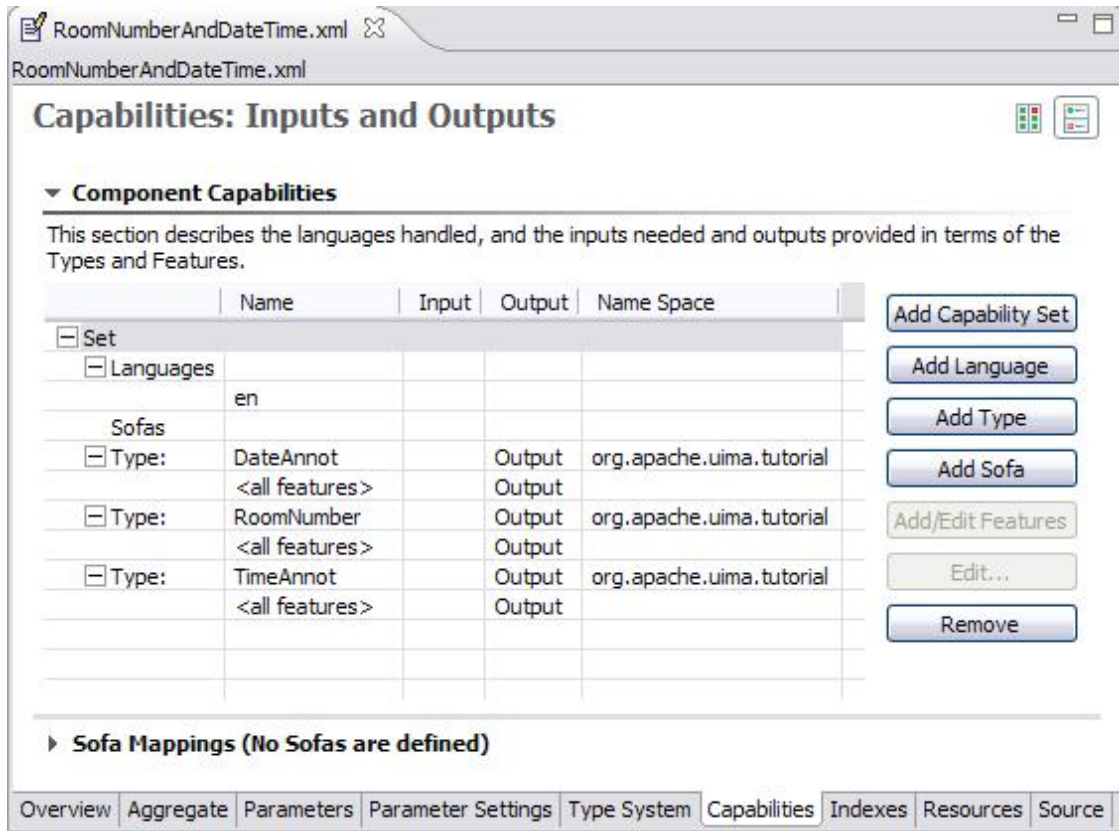 RoomNumberAndDateTime.xml
RoomNumberAndDateTime.xml
Capabilities: Inputs and Outputs
Component Capabilities
This section describes the languages handled, and the inputs needed and outputs provided in terms of the
Types and Features.
Name Input Output Name Space
Set
Languages
en
Sofas
Type: DateAnnot Output org.apache.uima.tutorial
<all features> Output
Type: RoomNumber Output org.apache.uima.tutorial
<all features> Output
Type: TimeAnnot Output org.apache.uima.tutorial
<all features> Output
Add Capability Set
Add Language
Add Type
Add Sofa
Add/Edit Features
Edit...
Remove
Sofa Mappings (No Sofas are defined)
Overview Aggregate Parameters Parameter Settings Type System Capabilities Indexes Resources Source